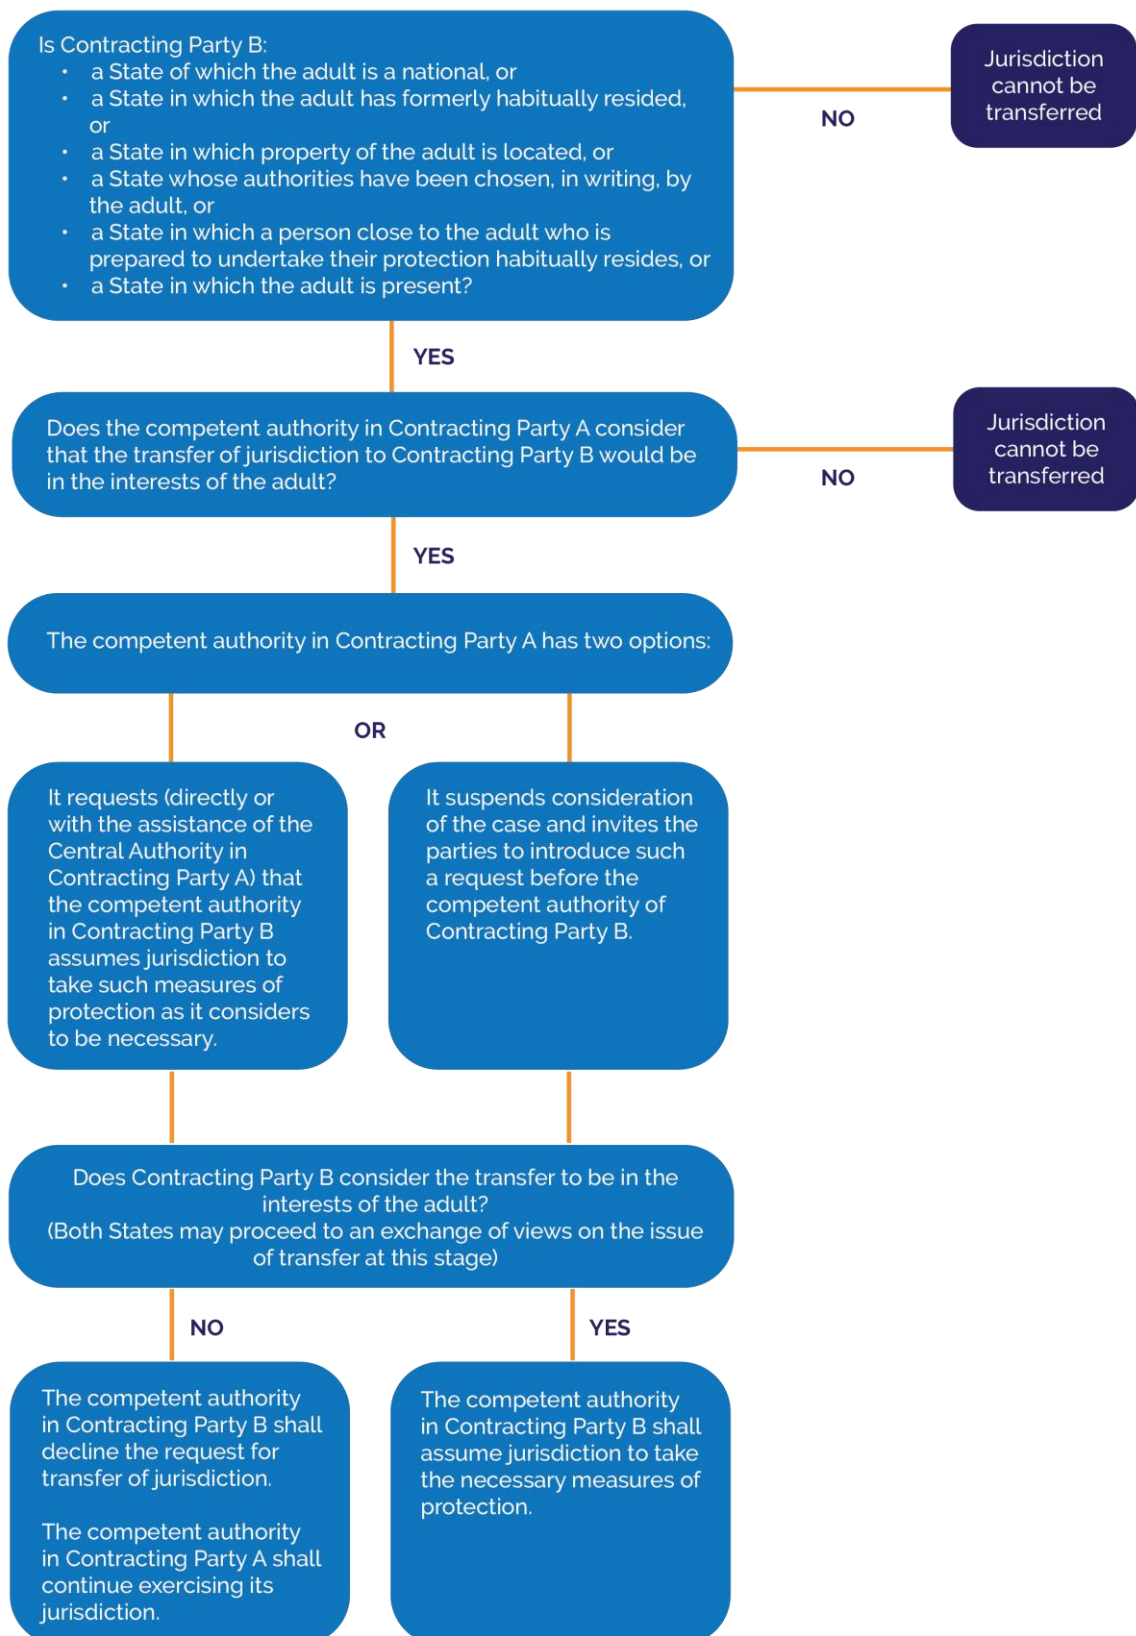 Is Contracting Party B:
• a State of which the adult is a national, or
• a State in which the adult has formerly habitually resided,
or
• a State in which property of the adult is located, or
• a State whose authorities have been chosen, in writing, by
the adult, or
• a State in which a person close to the adult who is
prepared to undertake their protection habitually resides, or
• a State in which the adult is present?
NO
Jurisdiction
cannot be
transferred
YES
Does the competent authority in Contracting Party A consider
that the transfer of jurisdiction to Contracting Party B would be
in the interests of the adult?
NO
Jurisdiction
cannot be
transferred
YES
The competent authority in Contracting Party A has two options:
OR
It requests (directly or
with the assistance of the
Central Authority in
Contracting Party A) that
the competent authority
in Contracting Party B
assumes jurisdiction to
take such measures of
protection as it considers
to be necessary.
It suspends consideration
of the case and invites the
parties to introduce such
a request before the
competent authority of
Contracting Party B.
Does Contracting Party B consider the transfer to be in the
interests of the adult?
(Both States may proceed to an exchange of views on the issue
of transfer at this stage)
NO
YES
The competent authority
in Contracting Party B shall
decline the request for
transfer of jurisdiction.
The competent authority
in Contracting Party A shall
continue exercising its
jurisdiction.
The competent authority
in Contracting Party B shall
assume jurisdiction to take
the necessary measures of
protection.